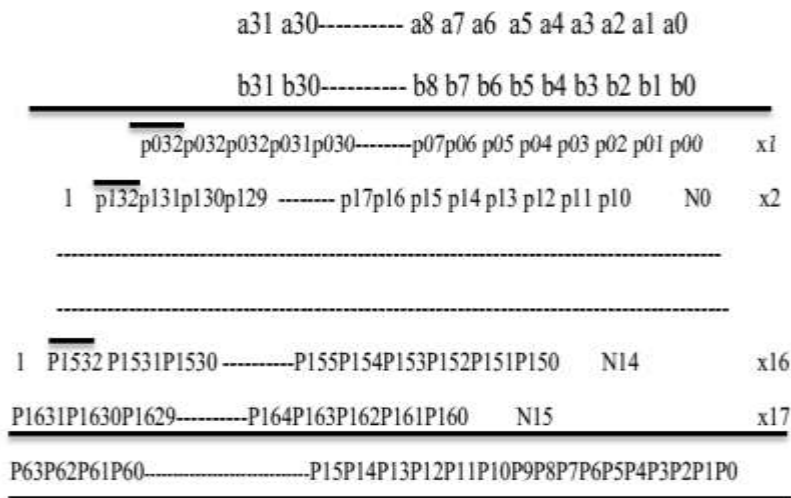 a31 a30---------- a8 a7 a6 a5 a4 a3 a2 a1 a0
b31 b30---------- b8 b7 b6 b5 b4 b3 b2 b1 b0
p032p032p032p031p030--------p07p06 p05 p04 p03 p02 p01 p00 x1
1 p132p131p130p129 -------- p17p16 p15 p14 p13 p12 p11 p10 N0 x2
1 P1532 P1531P1530 ----------P155P154P153P152P151P150 N14 x16
P1631P1630P1629----------P164P163P162P161P160 N15 x17
P63P62P61P60----------------------------P15P14P13P12P11P10P9P8P7P6P5P4P3P2P1P0